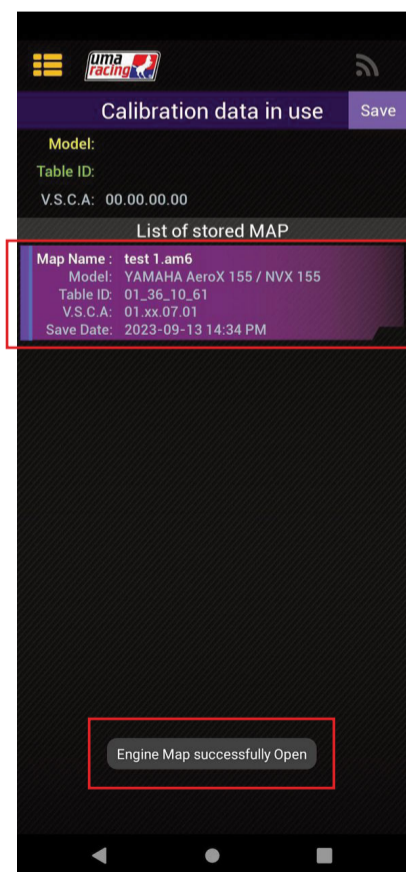 uma
racing
Calibration data in use
Save
Model:
Table ID:
V.S.C.A: 00.00.00.00
List of stored MAP
Map Name : test 1.am6
Model: YAMAHA AeroX 155 / NVX 155
Table ID: 01_36_10_61
V.S.C.A: 01.xx.07.01
Save Date: 2023-09-13 14:34 PM
Engine Map successfully Open